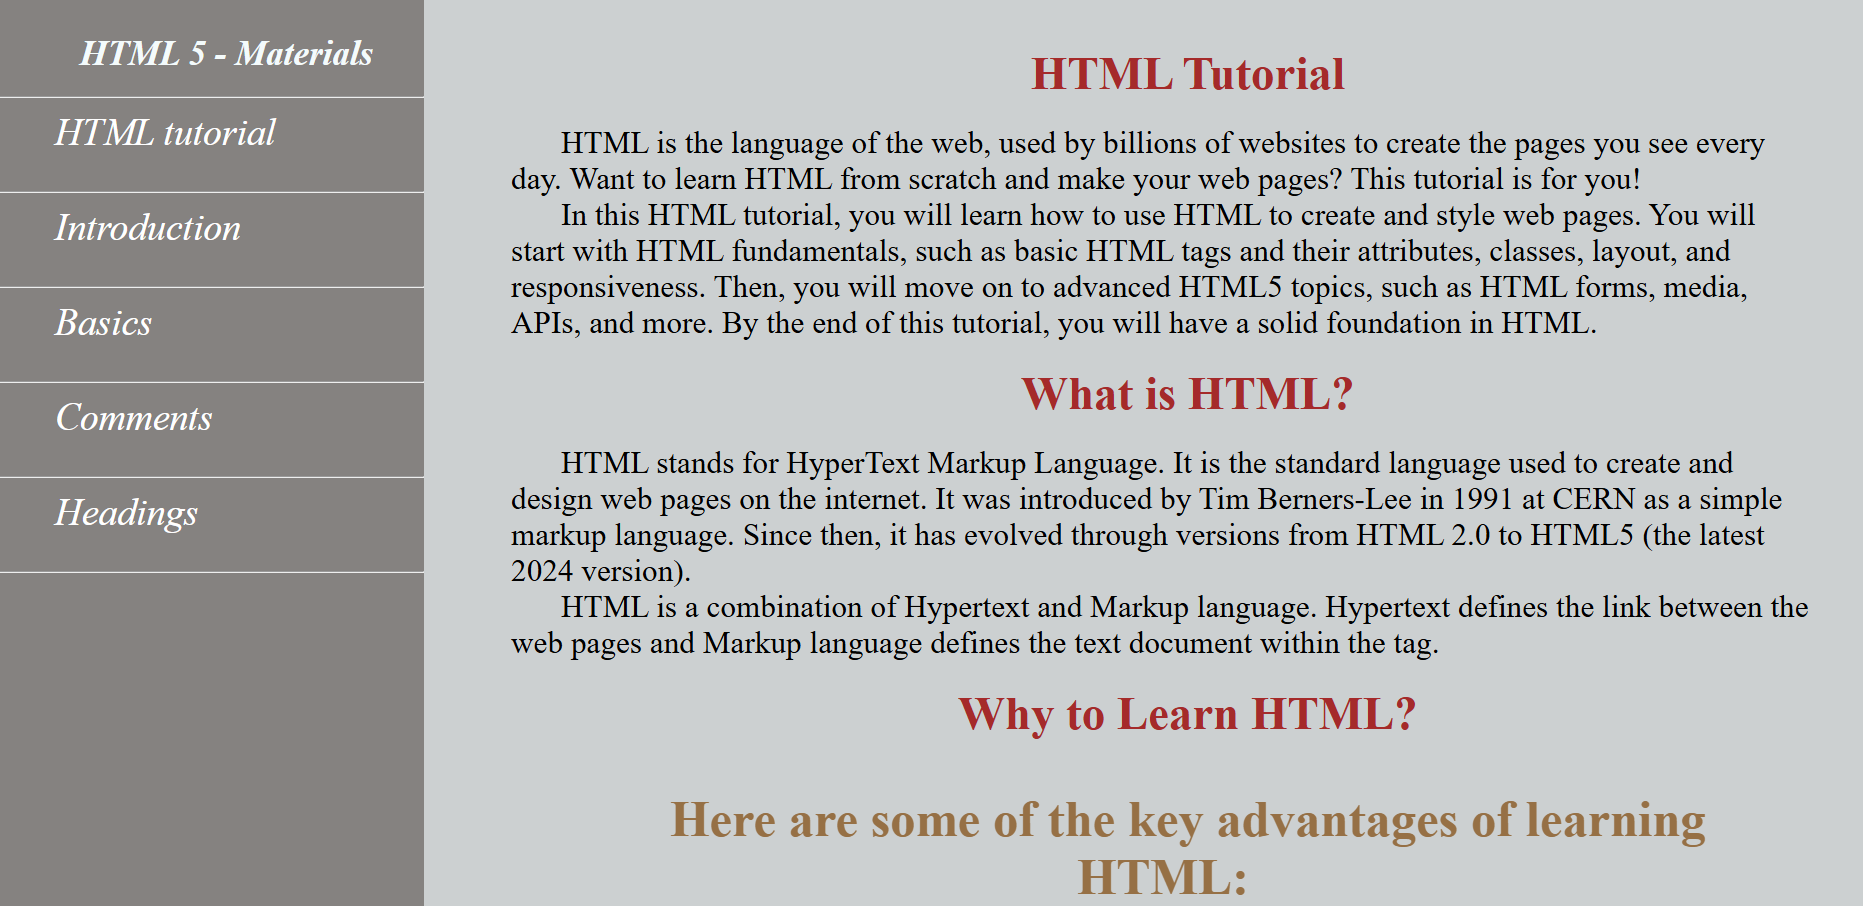 HTML 5 - Materials
HTML tutorial
Introduction
Basics
Comments
Headings
HTML Tutorial
HTML is the language of the web, used by billions of websites to create the pages you see every
day. Want to learn HTML from scratch and make your web pages? This tutorial is for you!
In this HTML tutorial, you will learn how to use HTML to create and style web pages. You will
start with HTML fundamentals, such as basic HTML tags and their attributes, classes, layout, and
responsiveness. Then, you will move on to advanced HTML5 topics, such as HTML forms, media,
APIs, and more. By the end of this tutorial, you will have a solid foundation in HTML.
What is HTML?
HTML stands for HyperText Markup Language. It is the standard language used to create and
design web pages on the internet. It was introduced by Tim Berners-Lee in 1991 at CERN as a simple
markup language. Since then, it has evolved through versions from HTML 2.0 to HTML5 (the latest
2024 version).
HTML is a combination of Hypertext and Markup language. Hypertext defines the link between the
web pages and Markup language defines the text document within the tag.
Why to Learn HTML?
Here are some of the key advantages of learning
HTML: